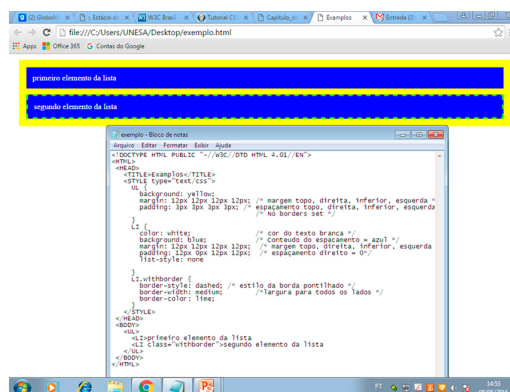 (2) Globo
Estácio
W3C Brasil
Tutorial CS
Capitulo_
Examplos
Entrada (3)
file:///C:/Users/UNESA/Desktop/exemplo.html
Apps Office 365 Contas do Google
primeiro elemento da lista
segundo elemento da lista
exemplo - Bloco de notas
Arquivo Editar Formatar Exibir Ajuda
<!DOCTYPE HTML PUBLIC "-//W3C//DTD HTML 4.01//EN">
<HTML>
<HEAD>
<TITLE>Examplos</TITLE>
<STYLE type="text/css">
UL {
background: yellow;
margin: 12px 12px 12px 12px; /* margem topo, direita, inferior, esquerda *
padding: 3px 3px 3px 3px; /* espaçamento topo, direita, inferior, esquerda
/* No borders set */
}
LI {
color: white; /* cor do texto branca */
background: blue; /* Conteudo do espacamento = azul */
margin: 12px 12px 12px 12px; /* margem topo, direita, inferior, esquerda
padding: 12px 0px 12px 12px; /* espaçamento direito = 0*/
list-style: none
}
LI.withborder {
border-style: dashed; /* estilo da borda pontilhado */
border-width: medium; /*largura para todos os lados */
border-color: lime;
}
</STYLE>
</HEAD>
<BODY>
<UL>
<LI>primeiro elemento da lista
<LI class="withborder">segundo elemento da lista
</UL>
</BODY>
</HTML>
PT
14:55